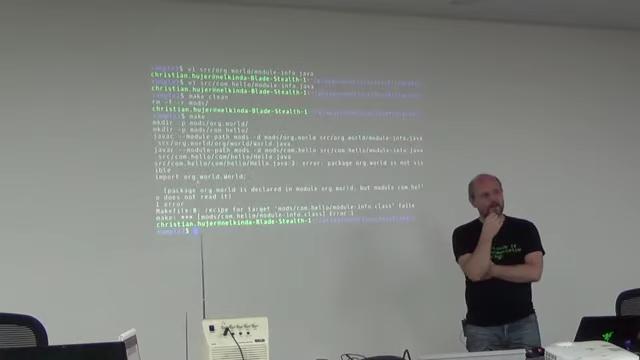 $ vi src/org.world/module-info.java
christian.hujer@nelkinda-Blade-Stealth-1
$ vi src/com.hello/module-info.java
christian.hujer@nelkinda-Blade-Stealth-1
$ make clean
rm -f -r mods/
christian.hujer@nelkinda-Blade-Stealth-1
$ make
mkdir -p mods/org.world/
mkdir -p mods/com.hello/
javac --module-path mods -d mods/org.world src/org.world/module-info.java
src/org.world/org/world/World.java
javac --module-path mods -d mods/com.hello src/com.hello/module-info.java
src/com.hello/com/hello/Hello.java
src/com.hello/com/hello/Hello.java:3: error: package org.world is not visi
ble
import org.world.World;
^
(package org.world is declared in module org.world, but module com.hel
o does not read it)
1 error
recipe for target 'mods/com.hello/module-info.class' faile
make: *** [mods/com.hello/module-info.class] Error 1
christian.hujer@nelkinda-Blade-Stealth-1
$